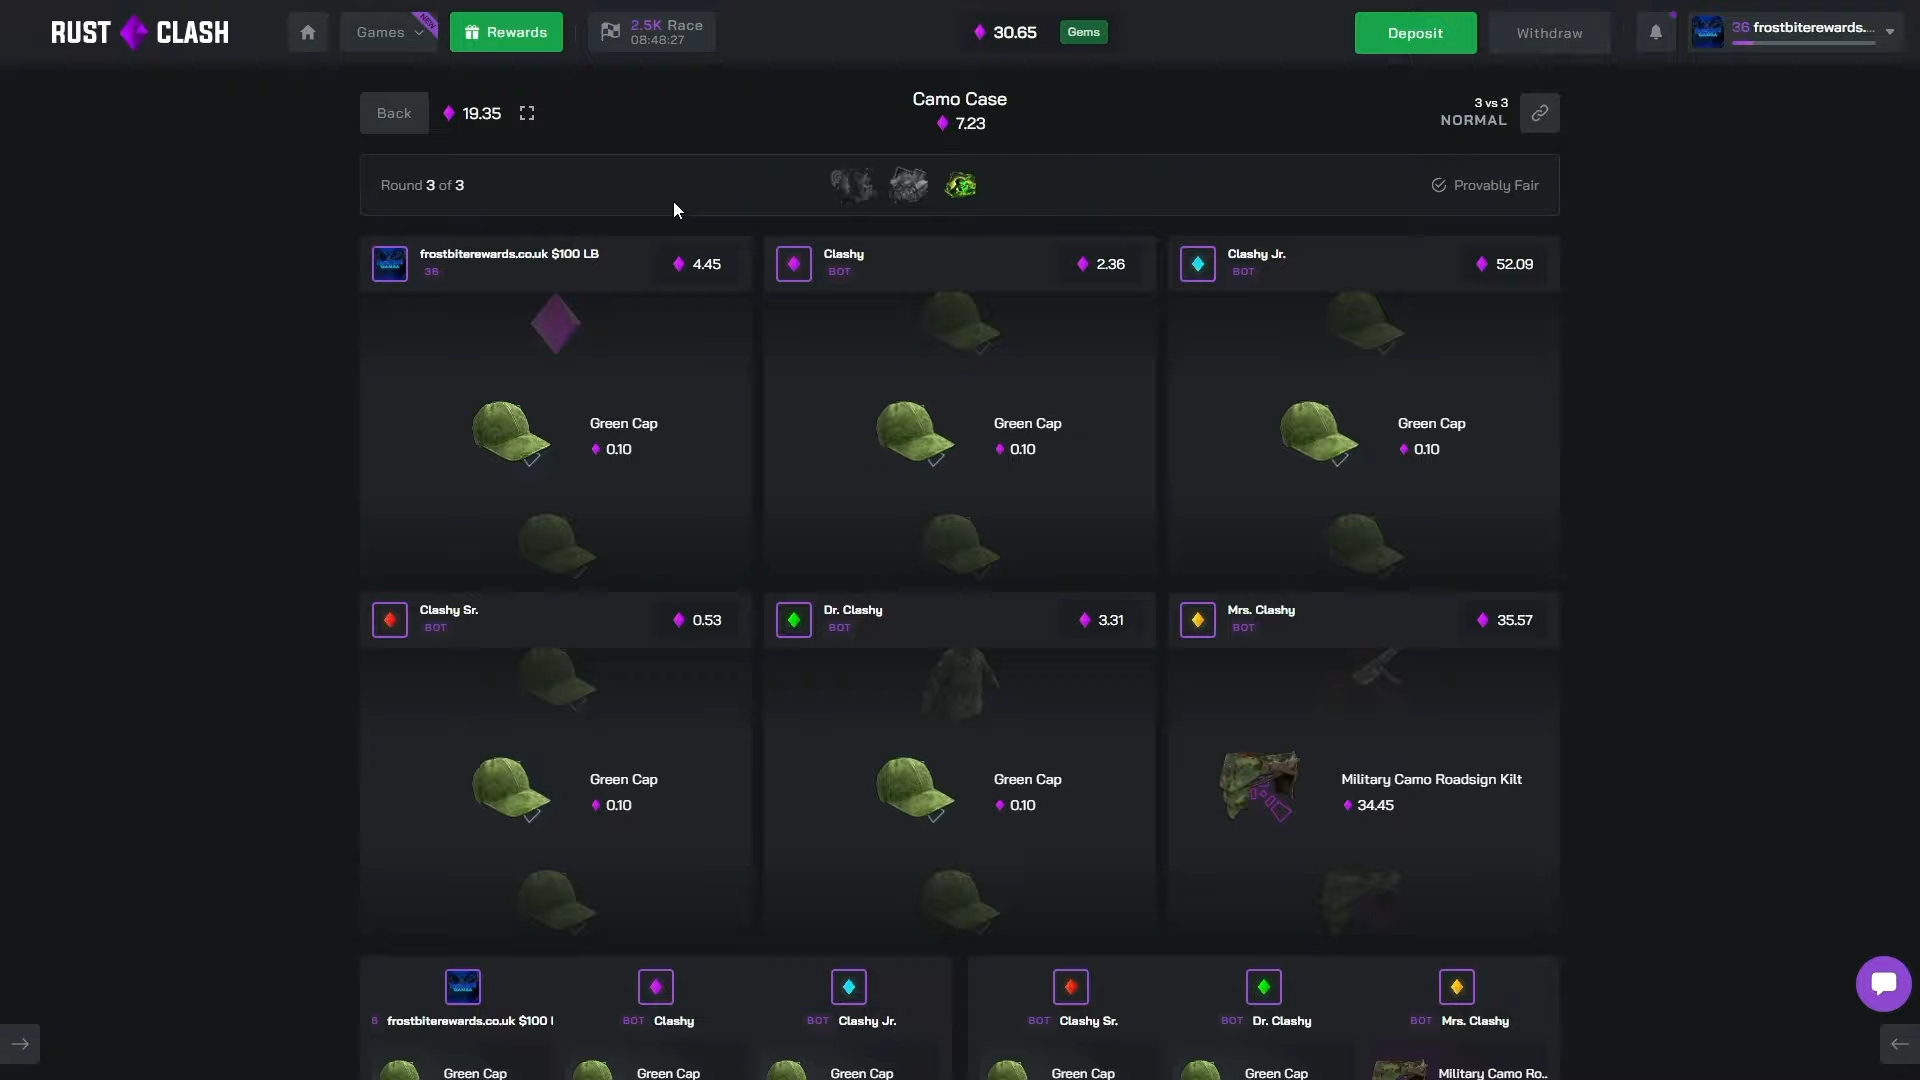 RUST CLASH
Games
NEW
Rewards
2.5K Race
08:48:27
30.65
Gems
Deposit
Withdraw
36 frostbiterewards....
Back
19.35
Camo Case
7.23
3 vs 3
NORMAL
Round 3 of 3
Provably Fair
frostbiterewards.co.uk $100 LB
36
4.45
Clashy
BOT
2.36
Clashy Jr.
BOT
52.09
Green Cap
0.10
Green Cap
0.10
Green Cap
0.10
Clashy Sr.
BOT
0.53
Dr. Clashy
BOT
3.31
Mrs. Clashy
BOT
35.57
Green Cap
0.10
Green Cap
0.10
Military Camo Roadsign Kilt
34.45
frostbiterewards.co.uk $100
BOT Clashy
BOT Clashy Jr.
BOT Clashy Sr.
BOT Dr. Clashy
BOT Mrs. Clashy
Green Cap
Green Cap
Green Cap
Green Cap
Green Cap
Military Camo Ro..